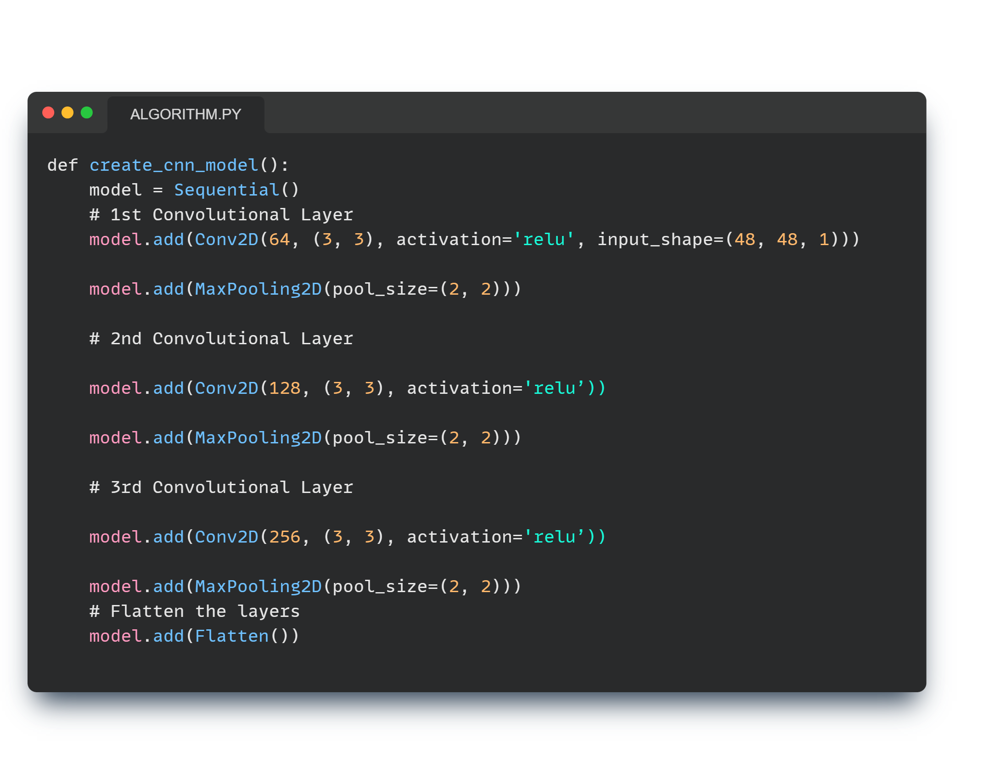 ALGORITHM.PY
def create_cnn_model():
    model = Sequential()
    # 1st Convolutional Layer
    model.add(Conv2D(64, (3, 3), activation='relu', input_shape=(48, 48, 1)))
    model.add(MaxPooling2D(pool_size=(2, 2)))
    # 2nd Convolutional Layer
    model.add(Conv2D(128, (3, 3), activation='relu’))
    model.add(MaxPooling2D(pool_size=(2, 2)))
    # 3rd Convolutional Layer
    model.add(Conv2D(256, (3, 3), activation='relu’))
    model.add(MaxPooling2D(pool_size=(2, 2)))
    # Flatten the layers
    model.add(Flatten())